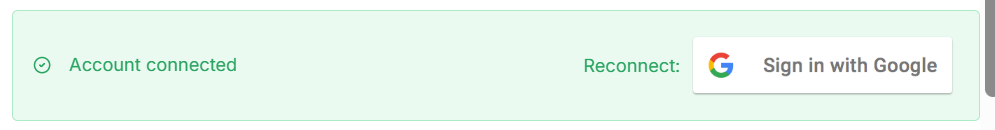 Account connected
Reconnect:
Sign in with Google